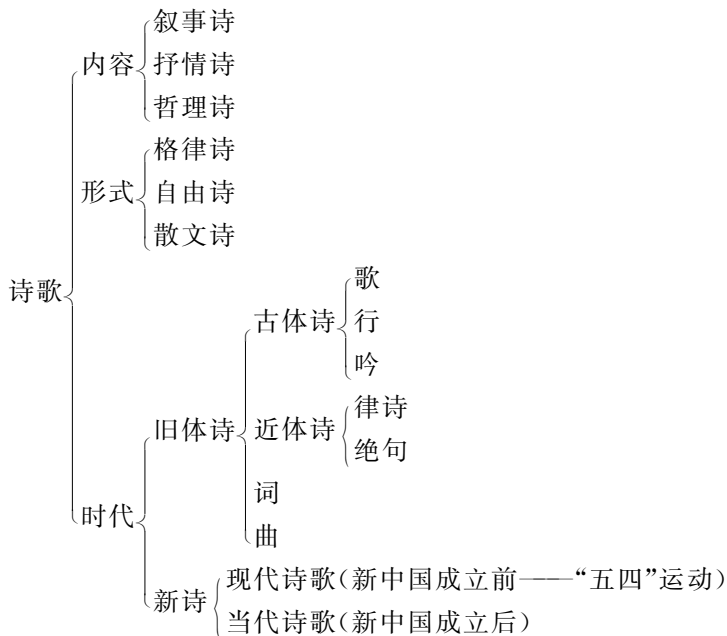 叙事诗
内容
抒情诗
哲理诗
格律诗
形式
自由诗
散文诗
诗歌
歌
古体诗
行
吟
律诗
旧体诗
近体诗
绝句
词
时代
曲
现代诗歌(新中国成立前——“五四”运动)
新诗
当代诗歌(新中国成立后)